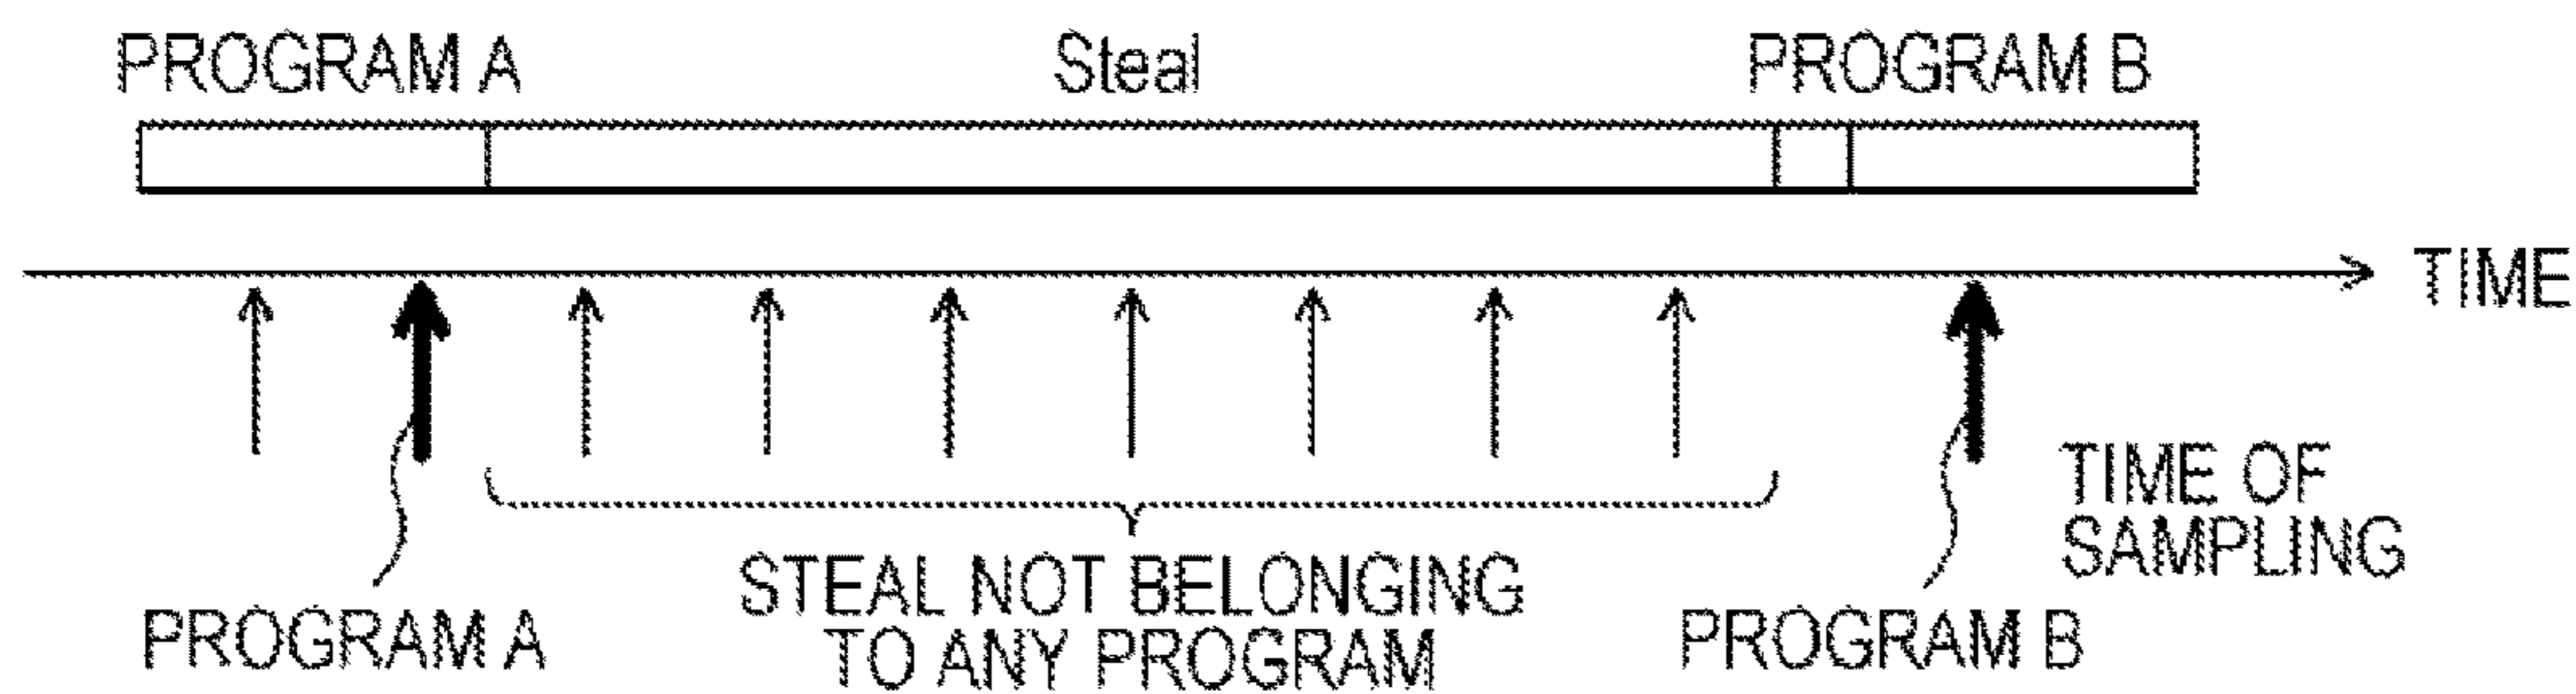 PROGRAM A
Steal
PROGRAM B
TIME
TIME OF
SAMPLING
STEAL NOT BELONGING
TO ANY PROGRAM
PROGRAM A
PROGRAM B